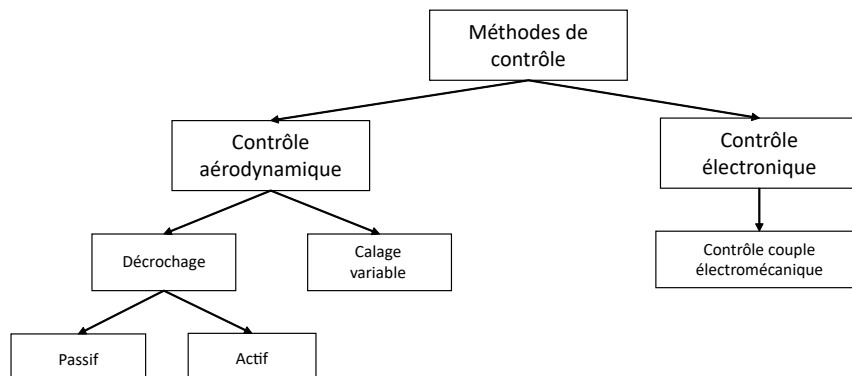 Méthodes de
contrôle
Contrôle
aérodynamique
Contrôle
électronique
Décrochage
Calage
variable
Contrôle couple
électromécanique
Passif
Actif